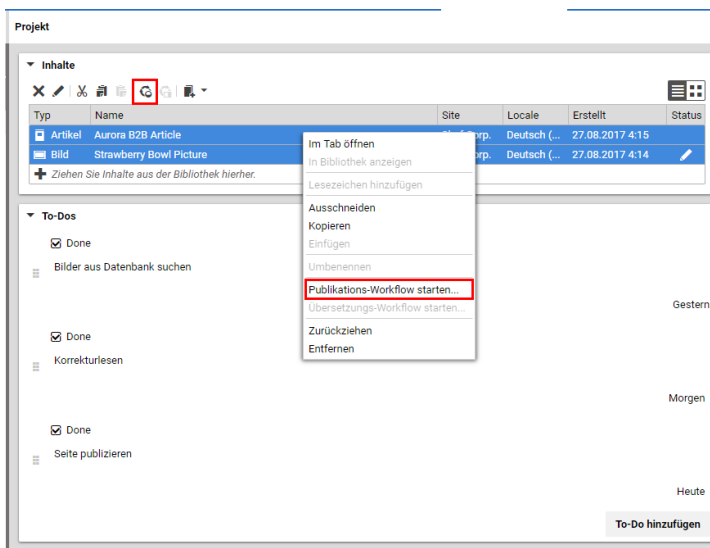 Projekt
Inhalte
Typ Name Site Locale Erstellt Status
Artikel Aurora B2B Article Corp. Deutsch (... 27.08.2017 4:15
Bild Strawberry Bowl Picture Deutsch (... 27.08.2017 4:14
Ziehen Sie Inhalte aus der Bibliothek hierher.
Im Tab öffnen
In Bibliothek anzeigen
Lesezeichen hinzufügen
Ausschneiden
Kopieren
Einfügen
Umbenennen
Publikations-Workflow starten...
Übersetzungs-Workflow starten...
Zurückziehen
Entfernen
To-Dos
Done
Bilder aus Datenbank suchen
Gestern
Done
Korrekturlesen
Morgen
Done
Seite publizieren
Heute
To-Do hinzufügen